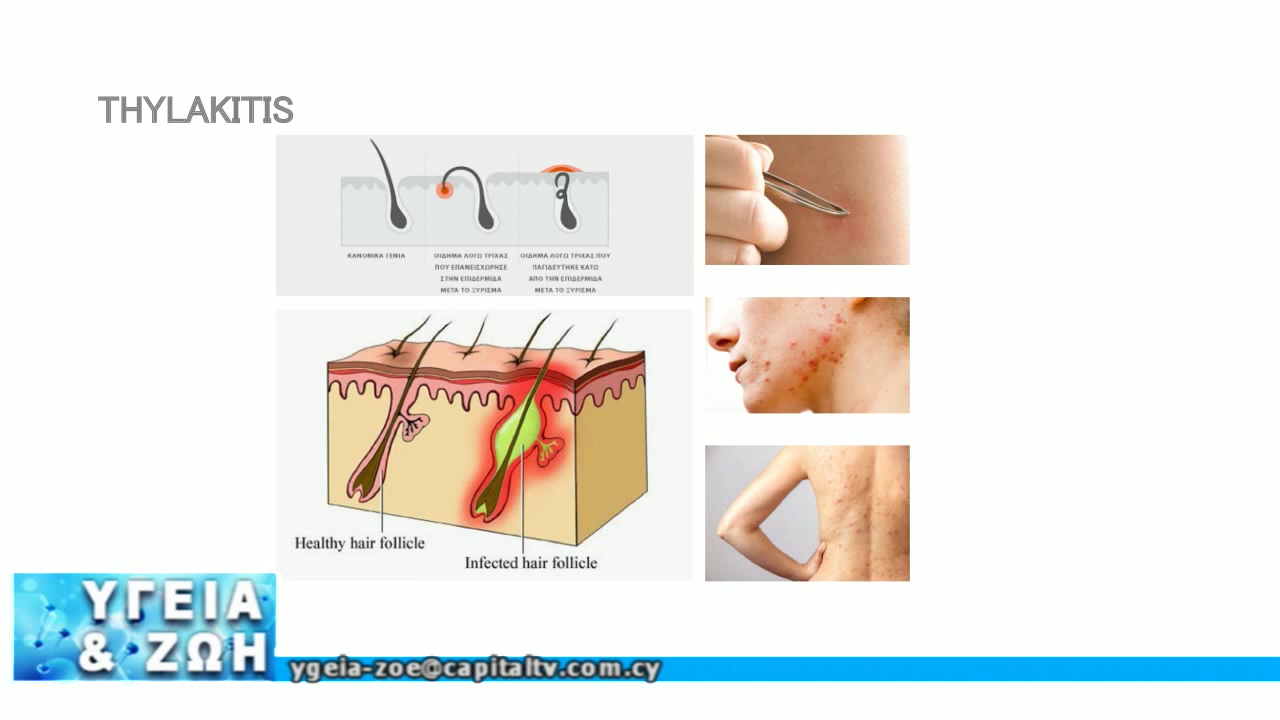 THYLAKITIS
ΚΑΝΟΝΙΚΑ ΓΕΝΙΑ
ΟΙΔΗΜΑ ΛΟΓΩ ΤΡΙΧΑΣ
ΠΟΥ ΕΠΑΝΕΙΣΧΩΡΗΣΕ
ΣΤΗΝ ΕΠΙΔΕΡΜΙΔΑ
ΜΕΤΑ ΤΟ ΞΥΡΙΣΜΑ
ΟΙΔΗΜΑ ΛΟΓΩ ΤΡΙΧΑΣ ΠΟΥ
ΠΑΓΙΔΕΥΤΗΚΕ ΚΑΤΩ
ΑΠΟ ΤΗΝ ΕΠΙΔΕΡΜΙΔΑ
ΜΕΤΑ ΤΟ ΞΥΡΙΣΜΑ
Healthy hair follicle
Infected hair follicle
ΥΓΕΙΑ
& ΖΩΗ
ygeia-zoe@capitaltv.com.cy